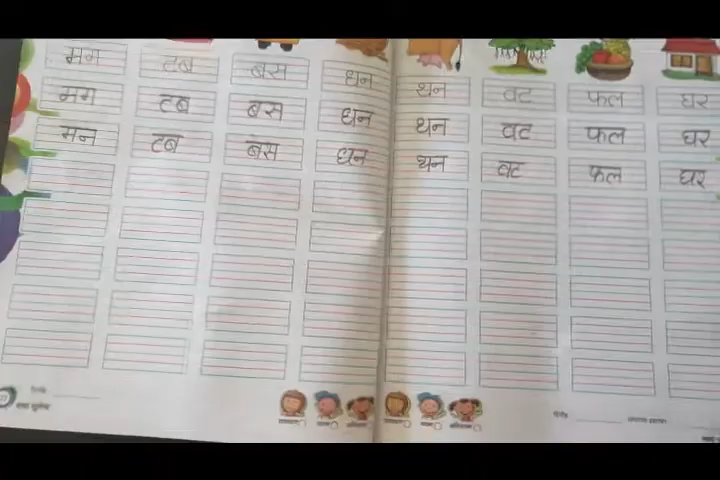 मग टब बस धन थन वट फल घर
मग टब बस धन थन वट फल घर
मन टब बस धन थन वट फल घर